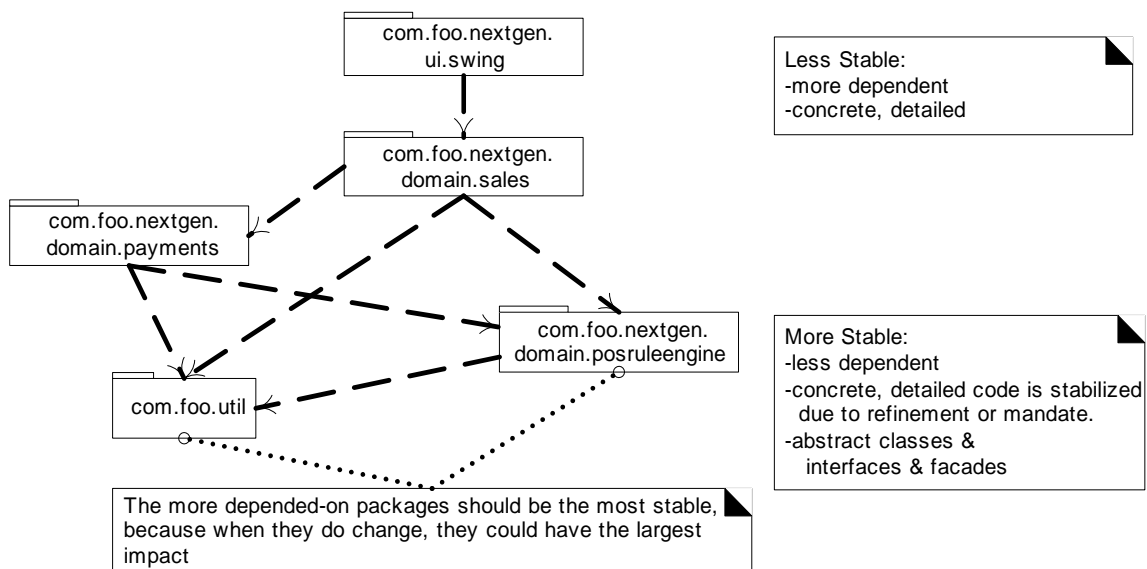 com.foo.nextgen.
ui.swing
Less Stable:
-more dependent
-concrete, detailed
com.foo.nextgen.
domain.sales
com.foo.nextgen.
domain.payments
com.foo.nextgen.
domain.posruleengine
More Stable:
-less dependent
-concrete, detailed code is stabilized
due to refinement or mandate.
-abstract classes &
interfaces & facades
com.foo.util
The more depended-on packages should be the most stable,
because when they do change, they could have the largest
impact